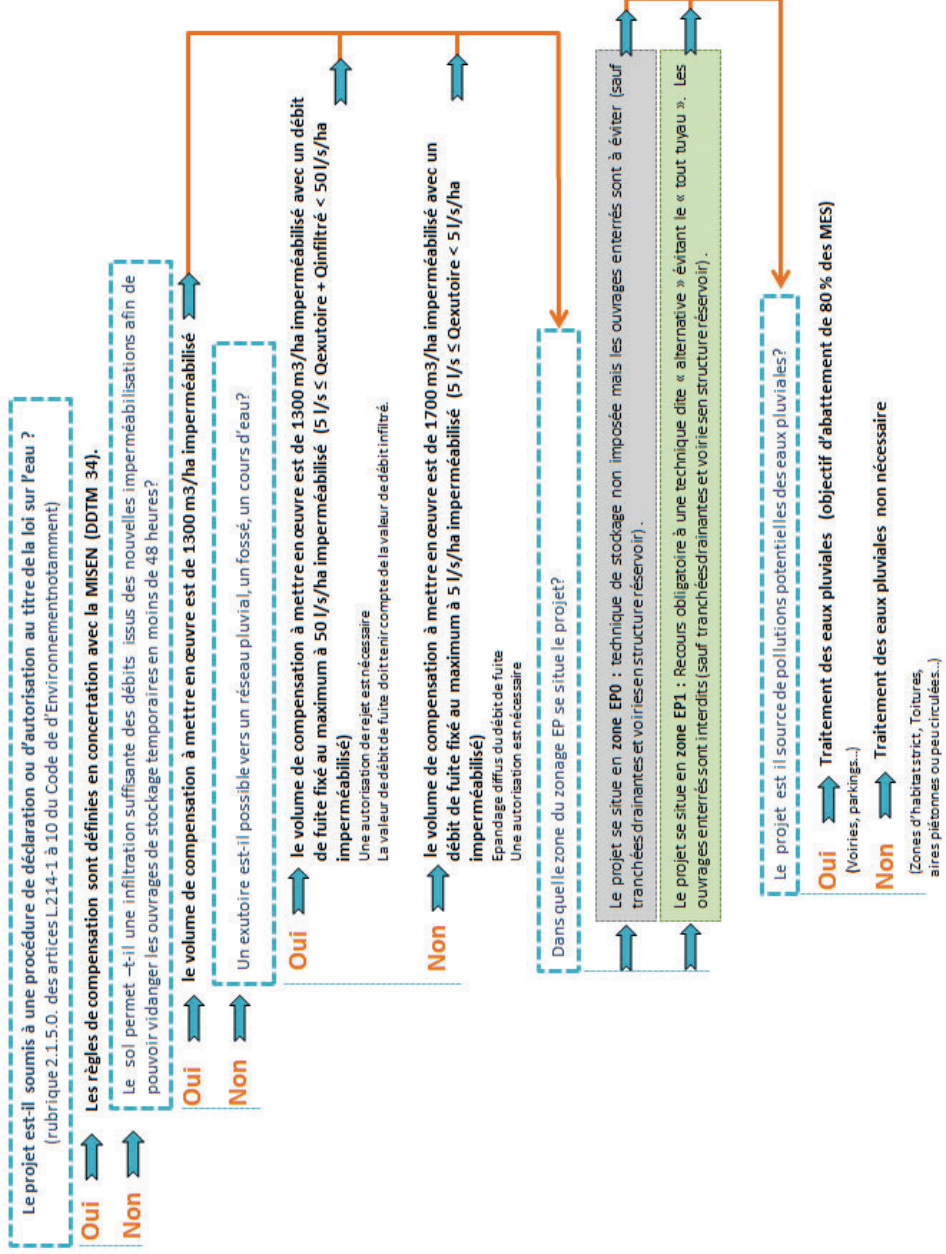 Le projet est-il soumis à une procédure de déclaration ou d'autorisation au titre de la loi sur l'eau ?
(rubrique 2.1.5.0. des artices L.214-1 à 10 du Code de d'Environnement notamment)
Oui
Les règles de compensation sont définies en concertation avec la MISEN (DDTM 34).
Non
Le sol permet –t-il une infiltration suffisante des débits issus des nouvelles imperméabilisations afin de
pouvoir vidanger les ouvrages de stockage temporaires en moins de 48 heures?
Oui
le volume de compensation à mettre en œuvre est de 1300 m3/ha imperméabilisé
Non
Un exutoire est-il possible vers un réseau pluvial, un fossé, un cours d'eau?
Oui
le volume de compensation à mettre en œuvre est de 1300 m3/ha imperméabilisé avec un débit
de fuite fixé au maximum à 50 l/s/ha imperméabilisé (5 l/s ≤ Qexutoire + Qinfiltré < 50 l/s/ha
imperméabilisé)
Une autorisation de rejet est nécessaire
La valeur de débit de fuite doit tenir compte de la valeur de débit infiltré.
Non
le volume de compensation à mettre en œuvre est de 1700 m3/ha imperméabilisé avec un
débit de fuite fixé au maximum à 5 l/s/ha imperméabilisé (5 l/s ≤ Qexutoire < 5 l/s/ha
imperméabilisé)
Epandage diffus du débit de fuite
Une autorisation est nécessaire
Dans quelle zone du zonage EP se situe le projet?
Le projet se situe en zone EP0 : technique de stockage non imposée mais les ouvrages enterrés sont à éviter (sauf
tranchées drainantes et voiries en structure réservoir) .
Le projet se situe en zone EP1 : Recours obligatoire à une technique dite « alternative » évitant le « tout tuyau ». Les
ouvrages enterrés sont interdits (sauf tranchées drainantes et voirie sen structure réservoir) .
Le projet est il source de pollutions potentielles des eaux pluviales?
Oui
Traitement des eaux pluviales (objectif d'abattement de 80 % des MES)
(Voiries, parkings...)
Non
Traitement des eaux pluviales non nécessaire
(Zones d'habitat strict, Toitures,
aires piétonnes ou peu circulées...)